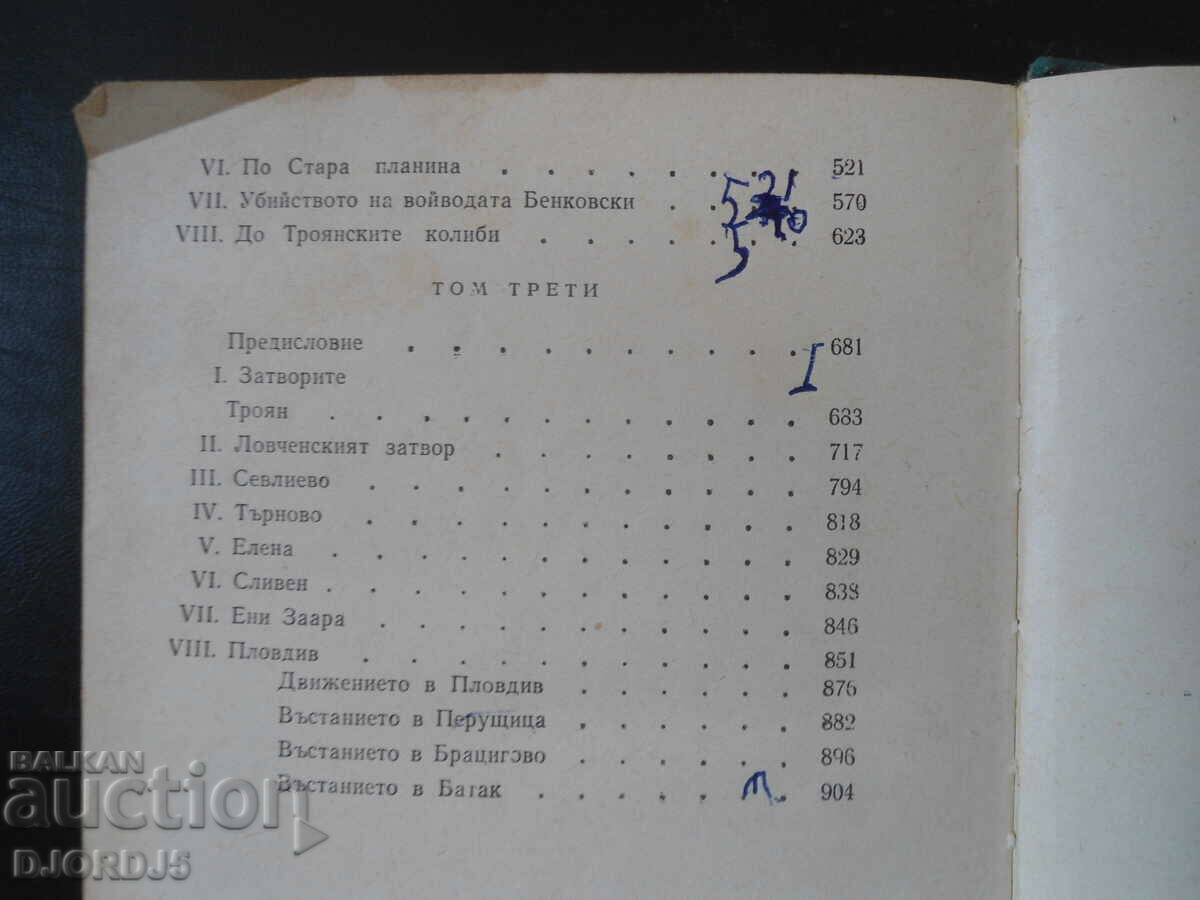 VI. По Стара планина . . . . . . . 521
VII. Убийството на войводата Бенковски . . . . 570
VIII. До Троянските колиби . . . . . . . 623
521
5
ТОМ ТРЕТИ
Предисловие . . . . . . . . . . 681
I
I. Затворите
Троян . . . . . . . . . . . . 683
II. Ловченският затвор . . . . . . . . 717
III. Севлиево . . . . . . . . . . . 794
IV. Търново . . . . . . . . . . . 818
V. Елена . . . . . . . . . . . . 829
VI. Сливен . . . . . . . . . . . . 838
VII. Ени Заара . . . . . . . . . . . 846
VIII. Пловдив . . . . . . . . . . . 851
Движението в Пловдив . . . . . . 876
Въстанието в Перущица . . . . . . 882
Въстанието в Брацигово . . . . . . 896
Въстанието в Батак . . . . . . . 904
BALKAN
auction
DJORDJ5